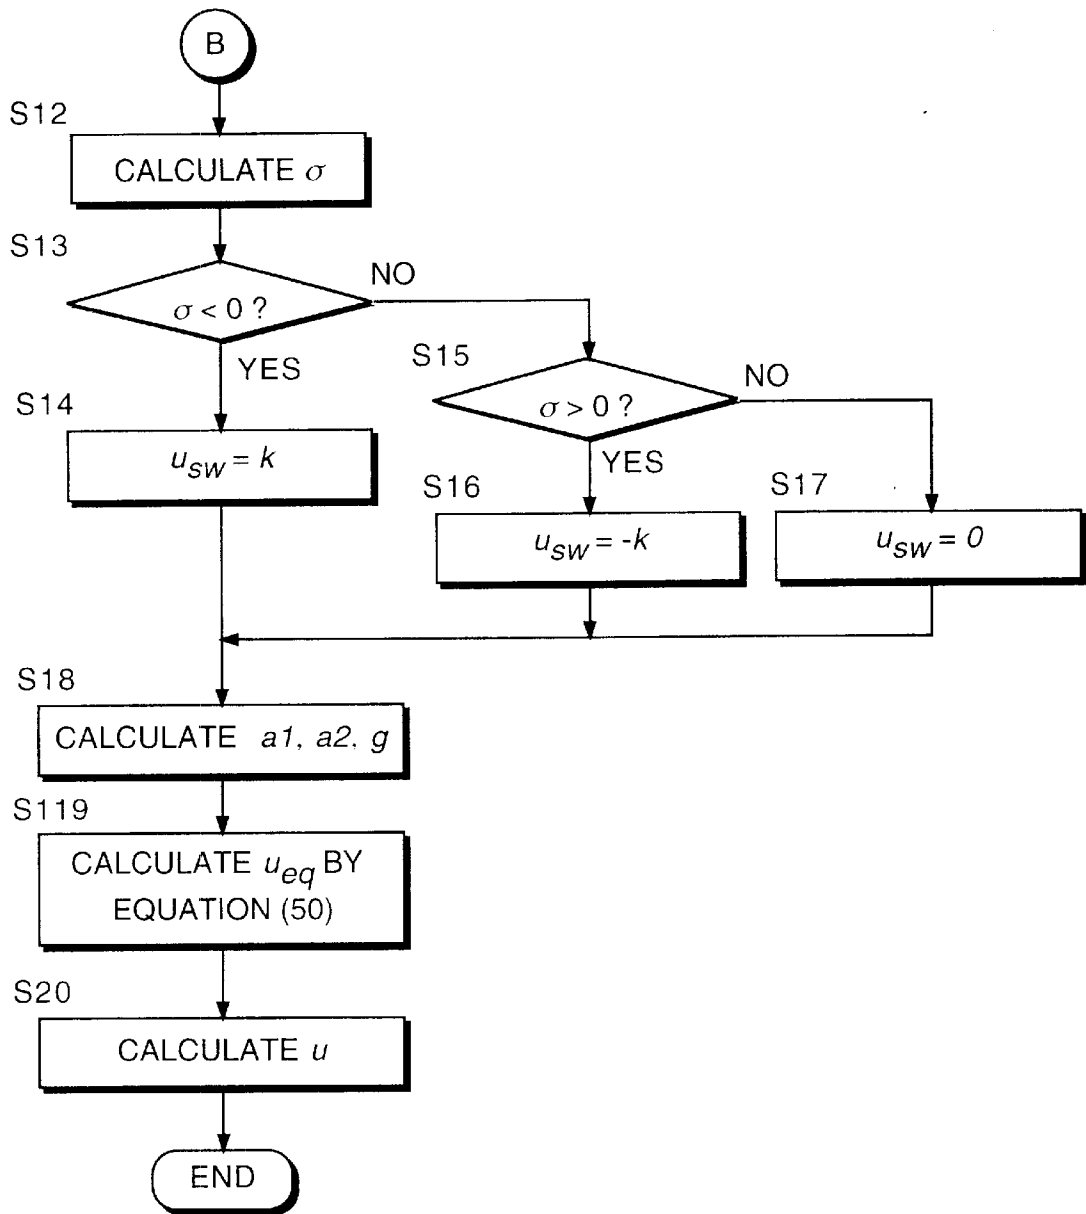 B
S12
CALCULATE σ
S13
σ < 0 ?
NO
YES
S14
u_sw = k
S15
σ > 0 ?
NO
YES
S16
u_sw = -k
S17
u_sw = 0
S18
CALCULATE a1, a2, g
S119
CALCULATE u_eq BY
EQUATION (50)
S20
CALCULATE u
END